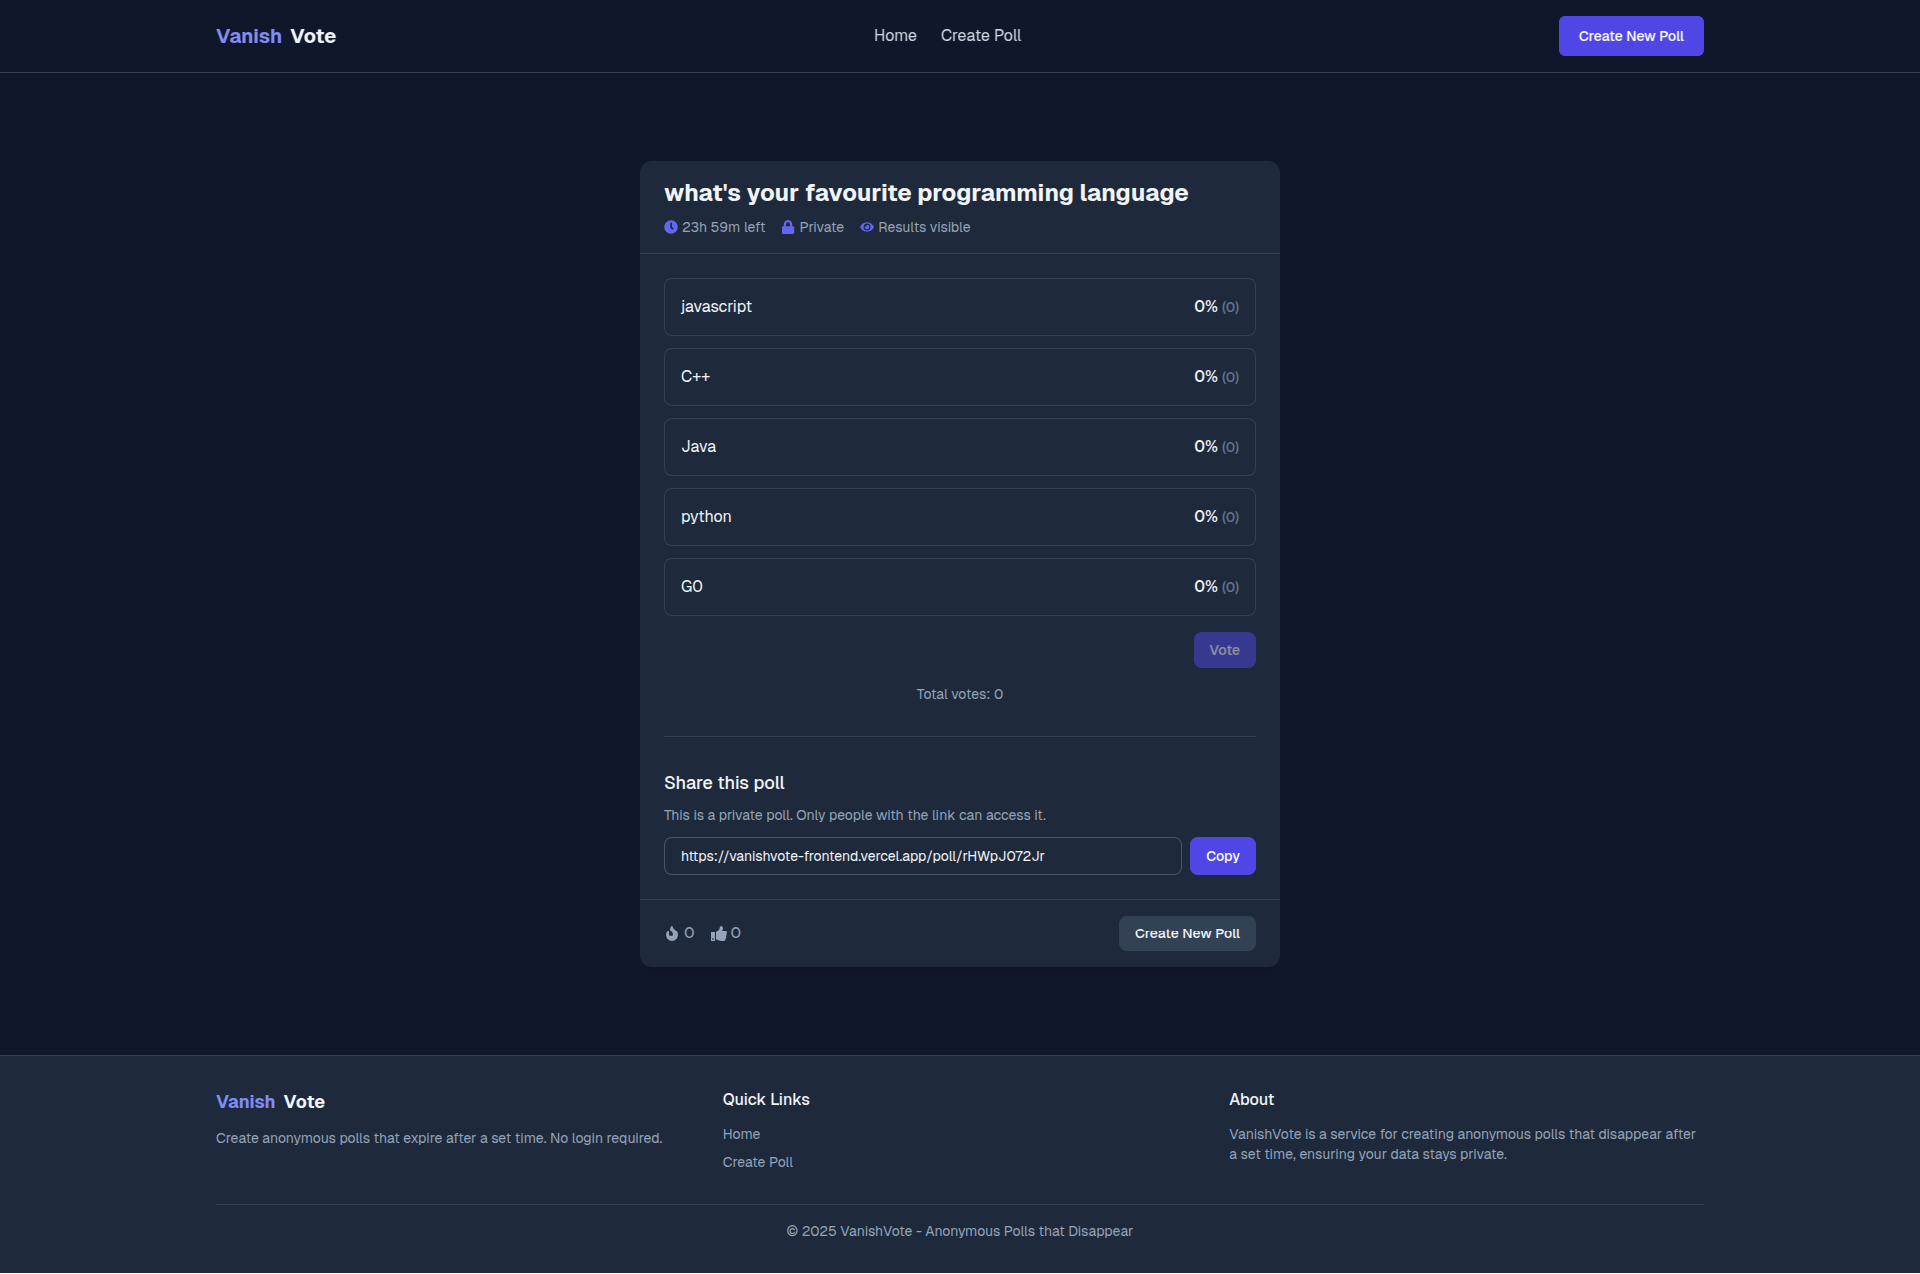 Vanish Vote
Home
Create Poll
Create New Poll
what's your favourite programming language
23h 59m left
Private
Results visible
javascript
0% (0)
C++
0% (0)
Java
0% (0)
python
0% (0)
GO
0% (0)
Vote
Total votes: 0
Share this poll
This is a private poll. Only people with the link can access it.
https://vanishvote-frontend.vercel.app/poll/rHWpJ072Jr
Copy
0
0
Create New Poll
Vanish Vote
Create anonymous polls that expire after a set time. No login required.
Quick Links
Home
Create Poll
About
VanishVote is a service for creating anonymous polls that disappear after
a set time, ensuring your data stays private.
© 2025 VanishVote - Anonymous Polls that Disappear